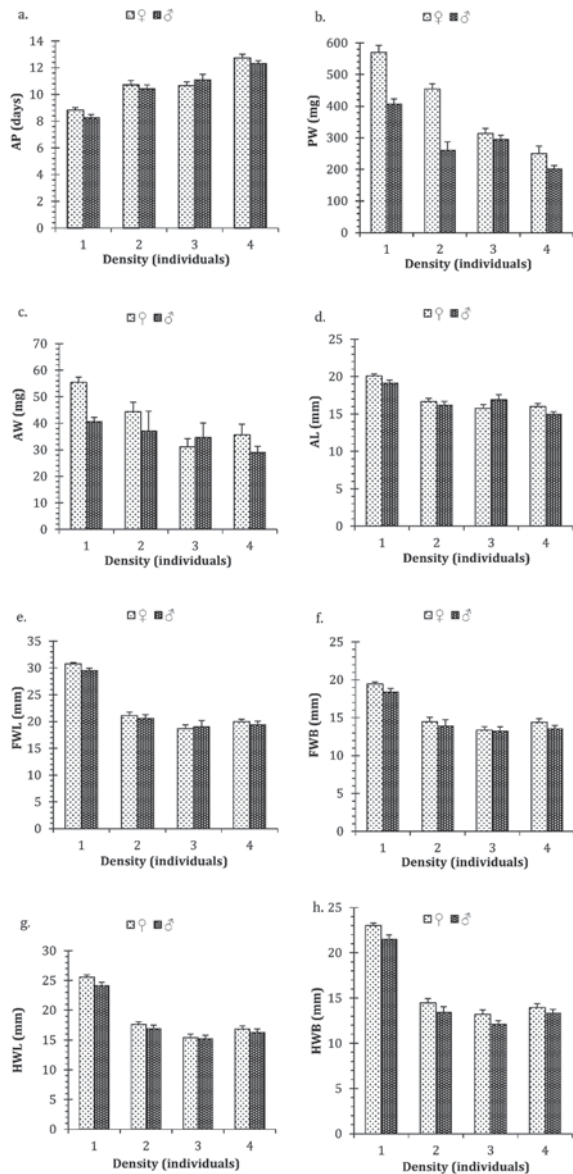 a.
♀ ♂
AP (days)
14
12
10
8
6
4
2
0
1 2 3 4
Density (individuals)
b.
♀ ♂
PW (mg)
600
500
400
300
200
100
0
1 2 3 4
Density (individuals)
c.
♀ ♂
AW (mg)
70
60
50
40
30
20
10
0
1 2 3 4
Density (individuals)
d.
♀ ♂
AL (mm)
25
20
15
10
5
0
1 2 3 4
Density (individuals)
e.
♀ ♂
FWL (mm)
35
30
25
20
15
10
5
0
1 2 3 4
Density (individuals)
f.
♀ ♂
FWB (mm)
25
20
15
10
5
0
1 2 3 4
Density (individuals)
g.
♀ ♂
HWL (mm)
30
25
20
15
10
5
0
1 2 3 4
Density (individuals)
h.
♀ ♂
HWB (mm)
25
20
15
10
5
0
1 2 3 4
Density (individuals)